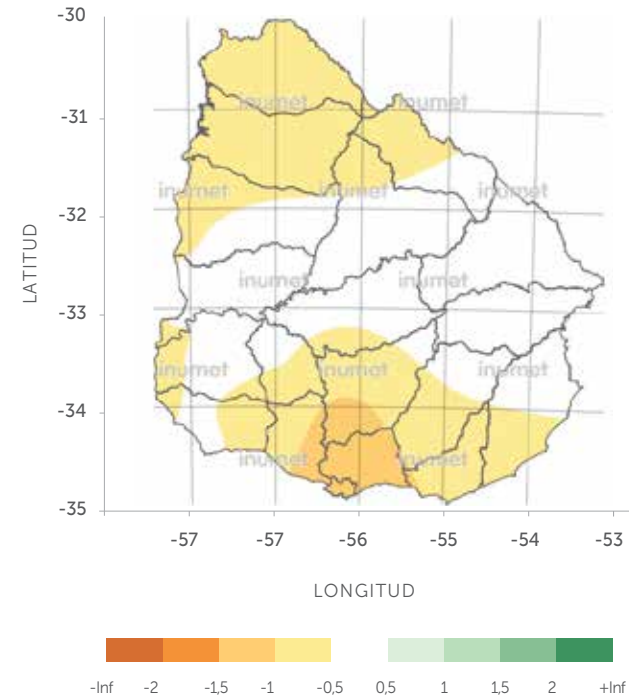 -30
inumet inumet
-31
inumet inumet inumet
-32
LATITUD
inumet inumet
-33
inumet inumet inumet
-34
inumet inumet
-35
-57 -57 -56 -55 -54 -53
LONGITUD
-Inf -2 -1,5 -1 -0,5 0,5 1 1,5 2 +Inf